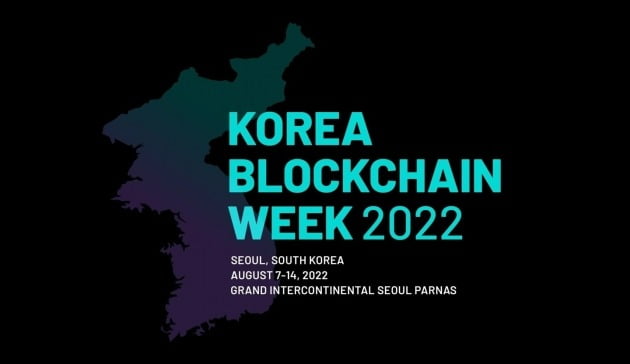 KOREA
BLOCKCHAIN
WEEK 2022
SEOUL, SOUTH KOREA
AUGUST 7-14, 2022
GRAND INTERCONTINENTAL SEOUL PARNAS